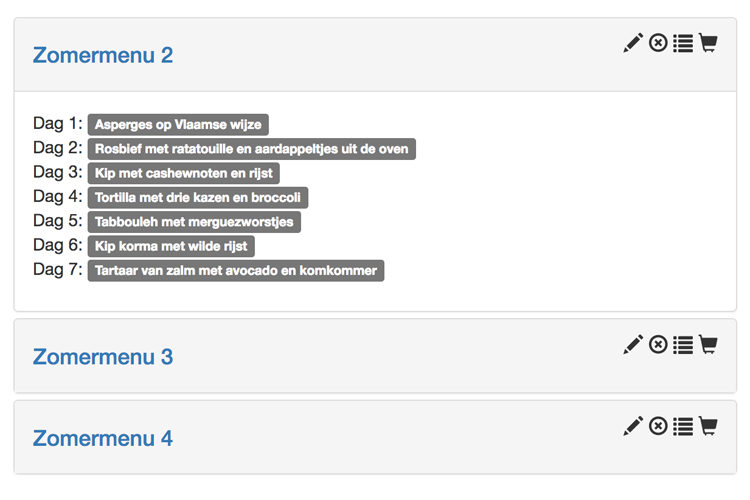 Zomermenu 2
Dag 1: Asperges op Vlaamse wijze
Dag 2: Rosbief met ratatouille en aardappeltjes uit de oven
Dag 3: Kip met cashewnoten en rijst
Dag 4: Tortilla met drie kazen en broccoli
Dag 5: Tabbouleh met merguezworstjes
Dag 6: Kip korma met wilde rijst
Dag 7: Tartaar van zalm met avocado en komkommer
Zomermenu 3
Zomermenu 4